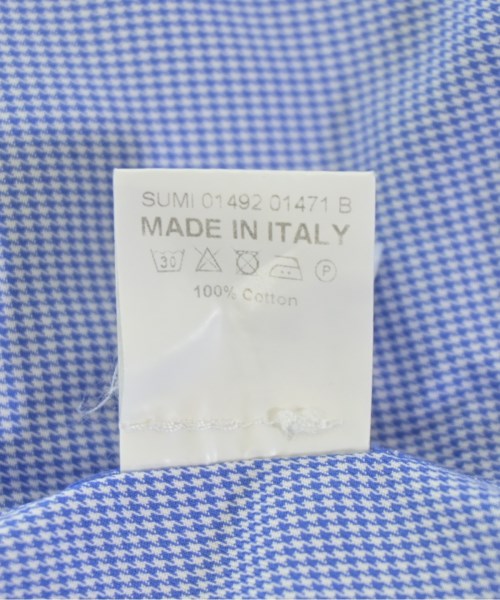 SUMI 01492 01471 B
MADE IN ITALY
30 P
100% Cotton